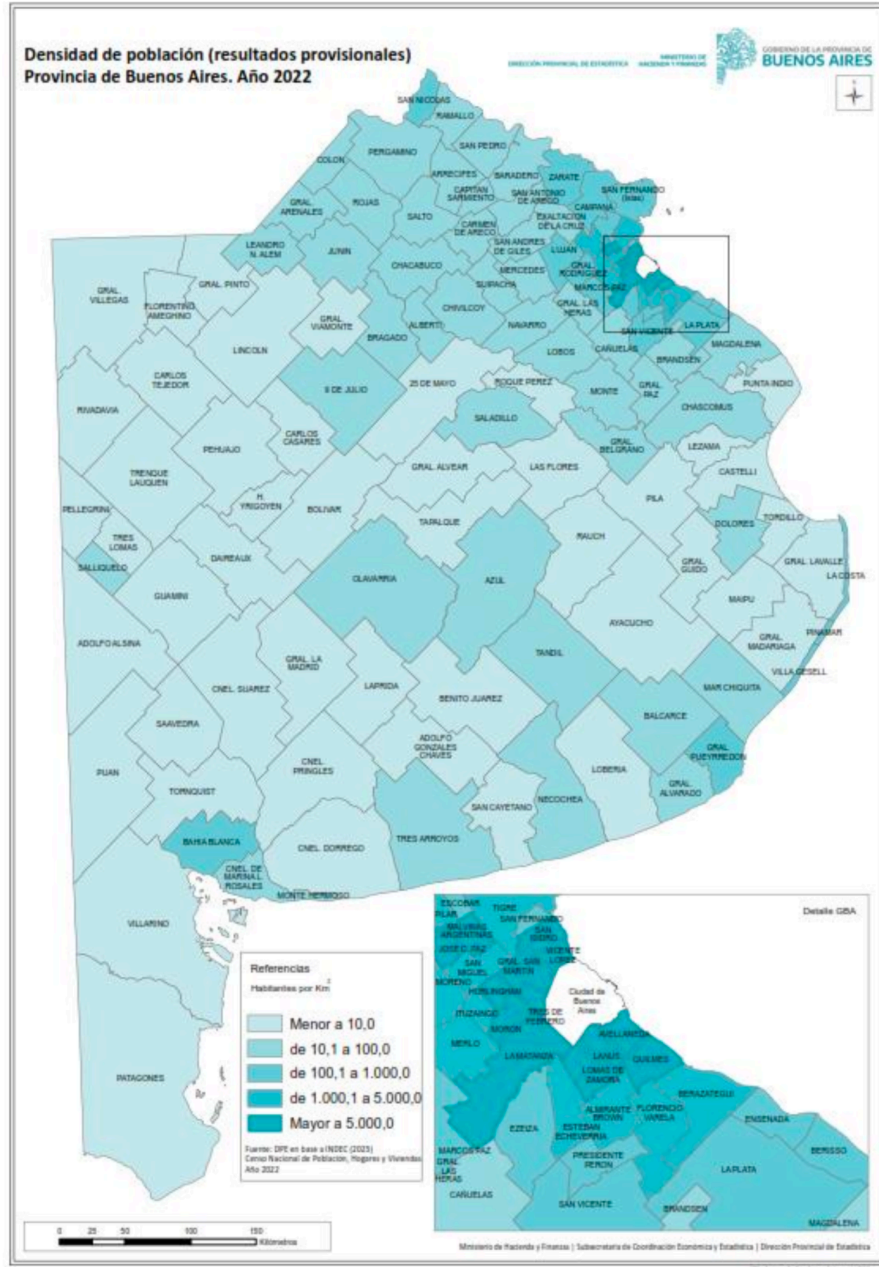 Densidad de población (resultados provisionales)
Provincia de Buenos Aires. Año 2022
DIRECCIÓN PROVINCIAL DE ESTADÍSTICA
MINISTERIO DE
HACIENDA Y FINANZAS
GOBIERNO DE LA PROVINCIA DE
BUENOS AIRES
SAN NICOLAS
RAMALLO
SAN PEDRO
PERGAMINO
COLON
ARRECIFES
BARADERO
ZARATE
SAN FERNANDO
(Islas)
CAPITAN
SARMIENTO
SAN ANTONIO
DE ARECO
CAMPANA
GRAL.
ARENALES
ROJAS
SALTO
CARMEN
DE ARECO
EXALTACION
DE LA CRUZ
LEANDRO
N. ALEM
JUNIN
SAN ANDRES
DE GILES
LUJAN
CHACABUCO
MERCEDES
GRAL.
RODRIGUEZ
SUIPACHA
MARCOS PAZ
GRAL.
VILLEGAS
GRAL. PINTO
FLORENTINO
AMEGHINO
GRAL.
VIAMONTE
CHIVILCOY
GRAL. LAS
HERAS
ALBERTI
NAVARRO
SAN VICENTE
LA PLATA
BRAGADO
LINCOLN
LOBOS
CAÑUELAS
MAGDALENA
BRANDSEN
CARLOS
TEJEDOR
9 DE JULIO
25 DE MAYO
ROQUE PEREZ
MONTE
GRAL.
PAZ
PUNTA INDIO
RIVADAVIA
CHASCOMUS
SALADILLO
CARLOS
CASARES
PEHUAJO
GRAL.
BELGRANO
LEZAMA
TRENQUE
LAUQUEN
GRAL. ALVEAR
LAS FLORES
CASTELLI
H.
YRIGOYEN
PILA
PELLEGRINI
BOLIVAR
TAPALQUE
DOLORES
TORDILLO
TRES
LOMAS
RAUCH
DAIREAUX
GRAL.
GUIDO
GRAL. LAVALLE
SALLIQUELO
LA COSTA
OLAVARRIA
AZUL
GUAMINI
MAIPU
AYACUCHO
PINAMAR
ADOLFO ALSINA
GRAL.
MADARIAGA
TANDIL
GRAL. LA
MADRID
VILLA GESELL
CNEL. SUAREZ
LAPRIDA
MAR CHIQUITA
BENITO JUAREZ
BALCARCE
SAAVEDRA
ADOLFO
GONZALES
CHAVES
GRAL.
PUEYRREDON
PUAN
CNEL.
PRINGLES
LOBERIA
GRAL.
ALVARADO
TORNQUIST
SAN CAYETANO
NECOCHEA
TRES ARROYOS
BAHIA BLANCA
CNEL. DORREGO
CNEL. DE
MARINA L.
ROSALES
MONTE HERMOSO
VILLARINO
PATAGONES
Referencias
Habitantes por Km²
Menor a 10,0
de 10,1 a 100,0
de 100,1 a 1.000,0
de 1.000,1 a 5.000,0
Mayor a 5.000,0
Fuente: DPE en base a INDEC (2025)
Censo Nacional de Población, Hogares y Viviendas
Año 2022
0 25 50 100 150
Kilómetros
Detalle GBA
ESCOBAR
TIGRE
PILAR
SAN FERNANDO
MALVINAS
ARGENTINAS
SAN
ISIDRO
JOSE C. PAZ
VICENTE
LOPEZ
SAN
MIGUEL
GRAL. SAN
MARTIN
MORENO
HURLINGHAM
Ciudad de
Buenos
Aires
ITUZAINGO
TRES DE
FEBRERO
MORON
AVELLANEDA
MERLO
LA MATANZA
LANUS
QUILMES
LOMAS DE
ZAMORA
BERAZATEGUI
ALMIRANTE
BROWN
FLORENCIO
VARELA
ENSENADA
EZEIZA
ESTEBAN
ECHEVERRIA
BERISSO
MARCOS PAZ
PRESIDENTE
PERON
GRAL.
LAS
HERAS
LA PLATA
CAÑUELAS
SAN VICENTE
BRANDSEN
MAGDALENA
Ministerio de Hacienda y Finanzas | Subsecretaría de Coordinación Económica y Estadística | Dirección Provincial de Estadística